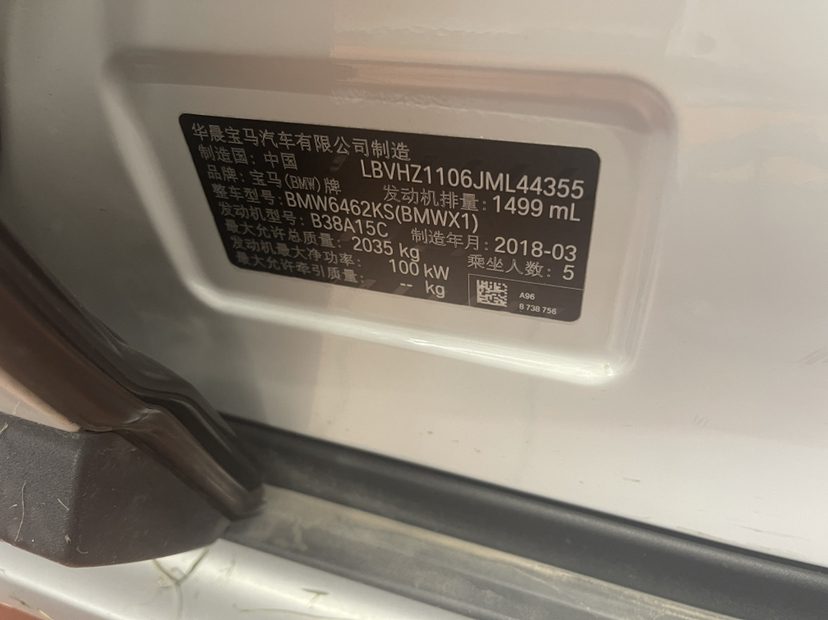 华晨宝马汽车有限公司制造
制造国：中国 LBVHZ1106JML44355
品牌：宝马(BMW)牌 发动机排量：1499 mL
整车型号：BMW6462KS(BMWX1)
发动机型号：B38A15C 制造年月：2018-03
最大允许总质量：2035 kg 乘坐人数：5
发动机最大净功率：100 kW
最大允许牵引质量：-- kg
A96
8 738 756